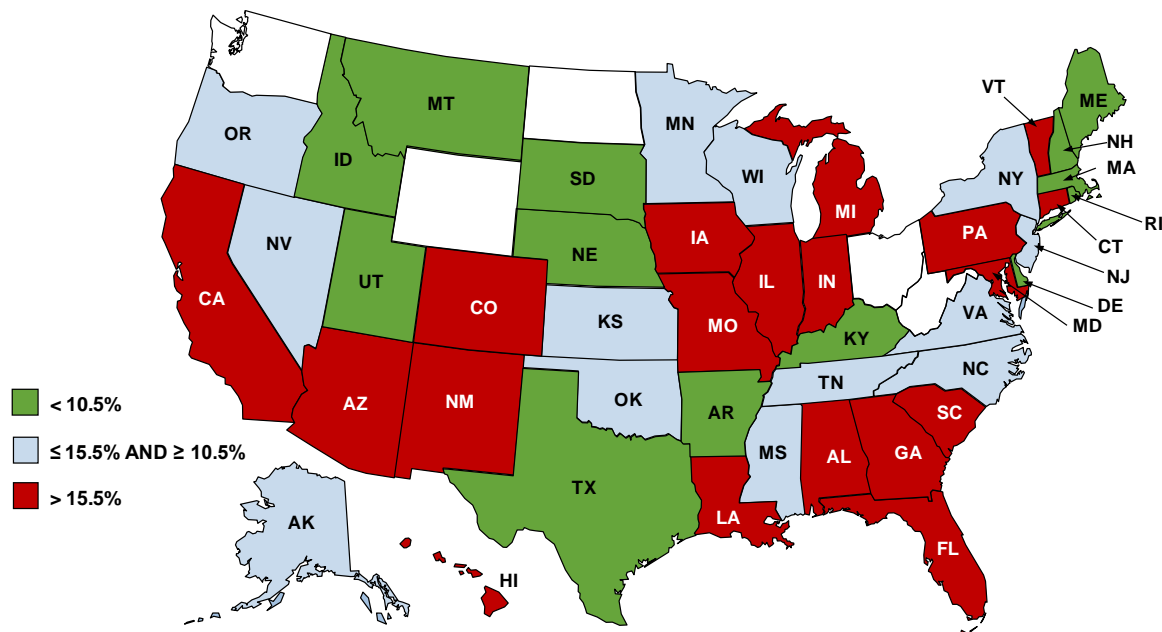 VT
ME
MT
MN
OR
NH
ID
MA
SD
WI
NY
MI
RI
PA
IA
NV
NE
CT
UT
IL
IN
NJ
CA
CO
DE
KS
VA
MO
MD
KY
NC
TN
< 10.5%
OK
AZ
NM
AR
SC
≤ 15.5% AND ≥ 10.5%
MS
AL
GA
TX
> 15.5%
LA
AK
FL
HI